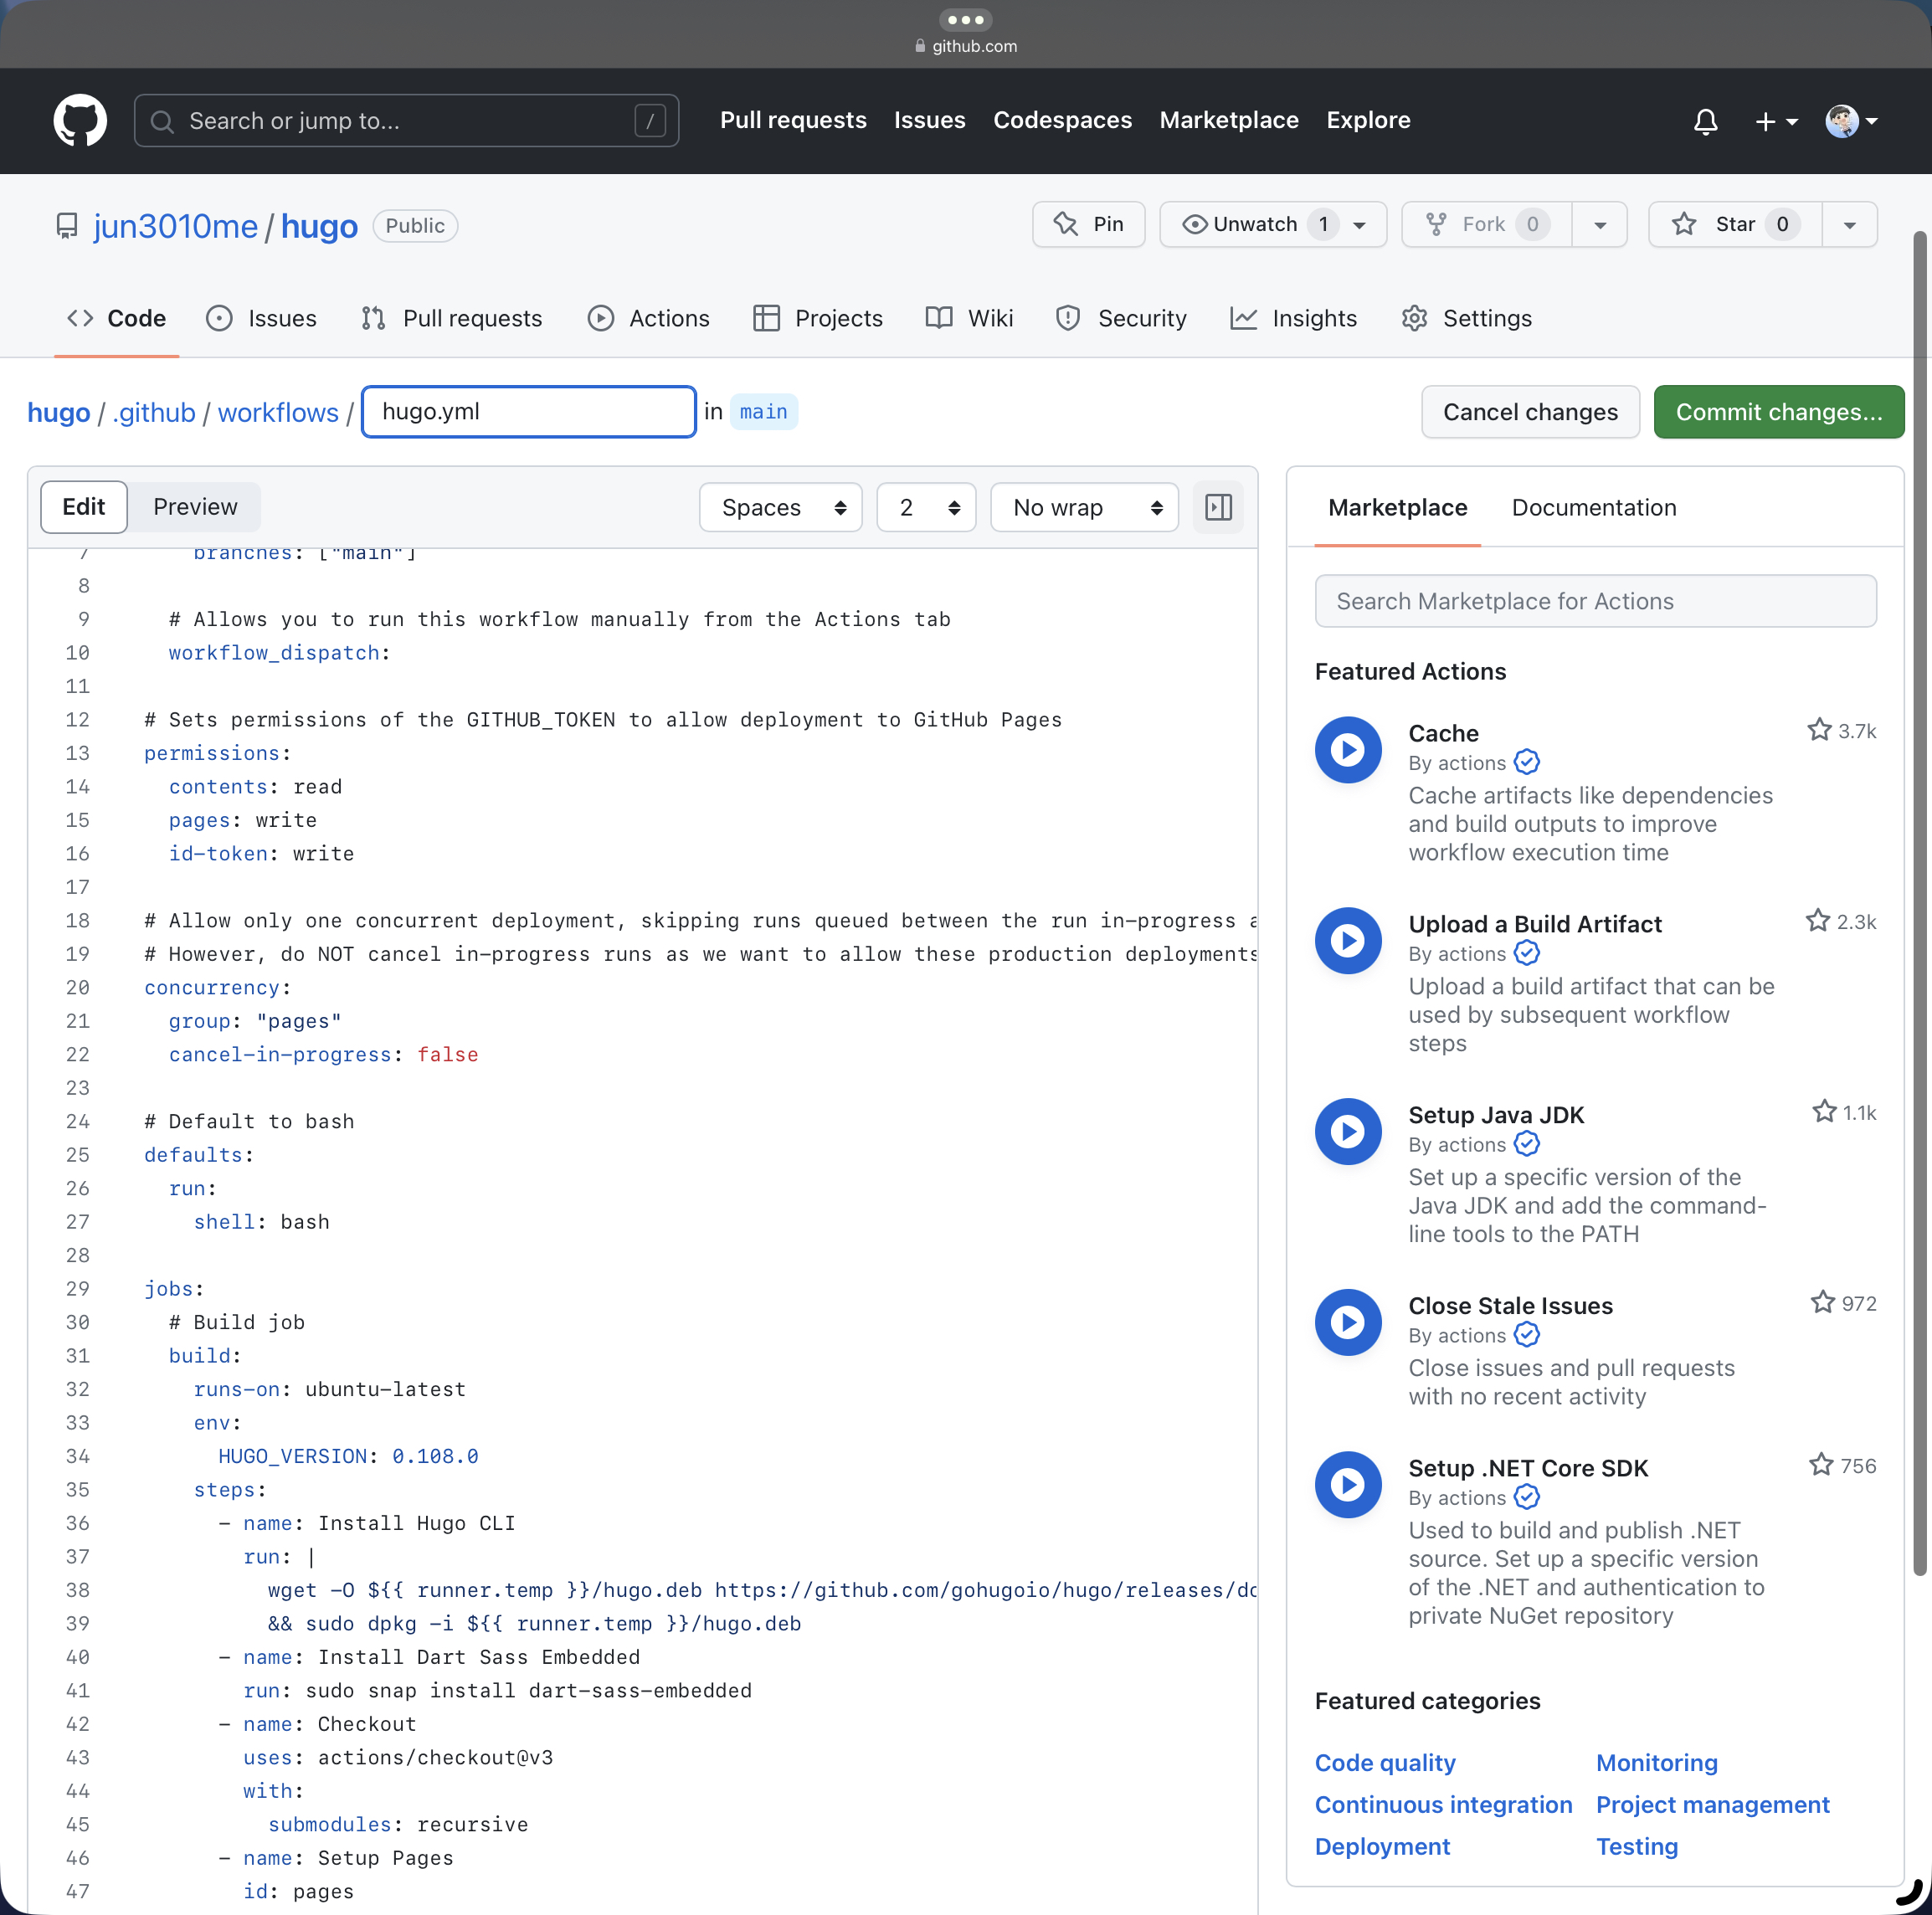 github.com
Search or jump to... /
Pull requests Issues Codespaces Marketplace Explore
jun3010me / hugo Public
Pin Unwatch 1 Fork 0 Star 0
Code Issues Pull requests Actions Projects Wiki Security Insights Settings
hugo / .github / workflows / hugo.yml in main
Cancel changes Commit changes...
Edit Preview Spaces 2 No wrap
7 branches: ["main"]
8
9 # Allows you to run this workflow manually from the Actions tab
10 workflow_dispatch:
11
12 # Sets permissions of the GITHUB_TOKEN to allow deployment to GitHub Pages
13 permissions:
14 contents: read
15 pages: write
16 id-token: write
17
18 # Allow only one concurrent deployment, skipping runs queued between the run in-progress a
19 # However, do NOT cancel in-progress runs as we want to allow these production deployments
20 concurrency:
21 group: "pages"
22 cancel-in-progress: false
23
24 # Default to bash
25 defaults:
26 run:
27 shell: bash
28
29 jobs:
30 # Build job
31 build:
32 runs-on: ubuntu-latest
33 env:
34 HUGO_VERSION: 0.108.0
35 steps:
36 - name: Install Hugo CLI
37 run: |
38 wget -O ${{ runner.temp }}/hugo.deb https://github.com/gohugoio/hugo/releases/do
39 && sudo dpkg -i ${{ runner.temp }}/hugo.deb
40 - name: Install Dart Sass Embedded
41 run: sudo snap install dart-sass-embedded
42 - name: Checkout
43 uses: actions/checkout@v3
44 with:
45 submodules: recursive
46 - name: Setup Pages
47 id: pages
Marketplace Documentation
Search Marketplace for Actions
Featured Actions
Cache 3.7k
By actions
Cache artifacts like dependencies
and build outputs to improve
workflow execution time
Upload a Build Artifact 2.3k
By actions
Upload a build artifact that can be
used by subsequent workflow
steps
Setup Java JDK 1.1k
By actions
Set up a specific version of the
Java JDK and add the command-
line tools to the PATH
Close Stale Issues 972
By actions
Close issues and pull requests
with no recent activity
Setup .NET Core SDK 756
By actions
Used to build and publish .NET
source. Set up a specific version
of the .NET and authentication to
private NuGet repository
Featured categories
Code quality Monitoring
Continuous integration Project management
Deployment Testing